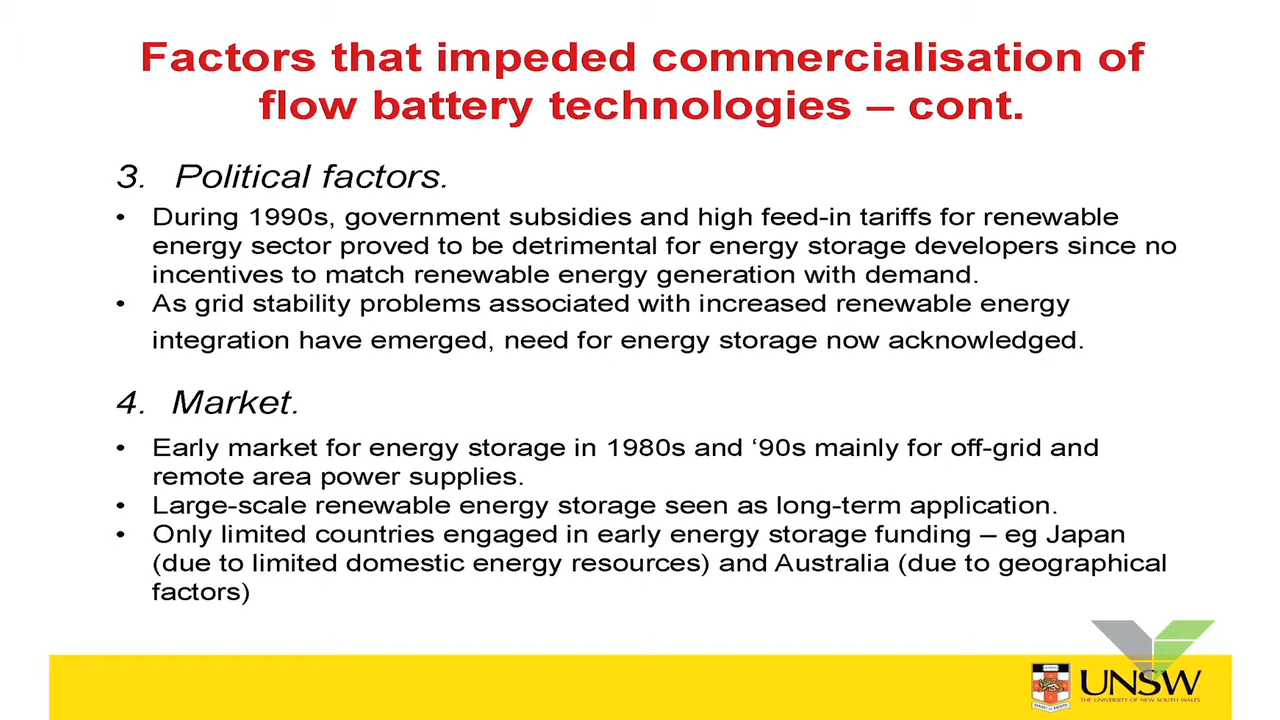 Factors that impeded commercialisation of
flow battery technologies – cont.
3. Political factors.
• During 1990s, government subsidies and high feed-in tariffs for renewable
energy sector proved to be detrimental for energy storage developers since no
incentives to match renewable energy generation with demand.
• As grid stability problems associated with increased renewable energy
integration have emerged, need for energy storage now acknowledged.
4. Market.
• Early market for energy storage in 1980s and ‘90s mainly for off-grid and
remote area power supplies.
• Large-scale renewable energy storage seen as long-term application.
• Only limited countries engaged in early energy storage funding – eg Japan
(due to limited domestic energy resources) and Australia (due to geographical
factors)
UNSW
THE UNIVERSITY OF NEW SOUTH WALES